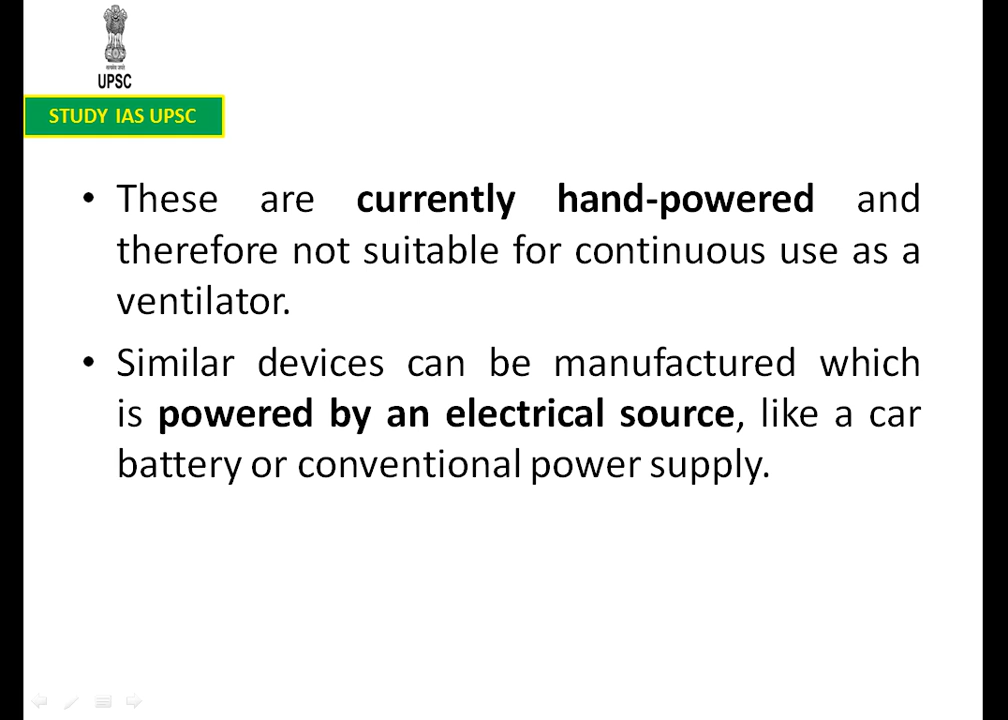 UPSC
STUDY IAS UPSC
• These are currently hand-powered and
therefore not suitable for continuous use as a
ventilator.
• Similar devices can be manufactured which
is powered by an electrical source, like a car
battery or conventional power supply.